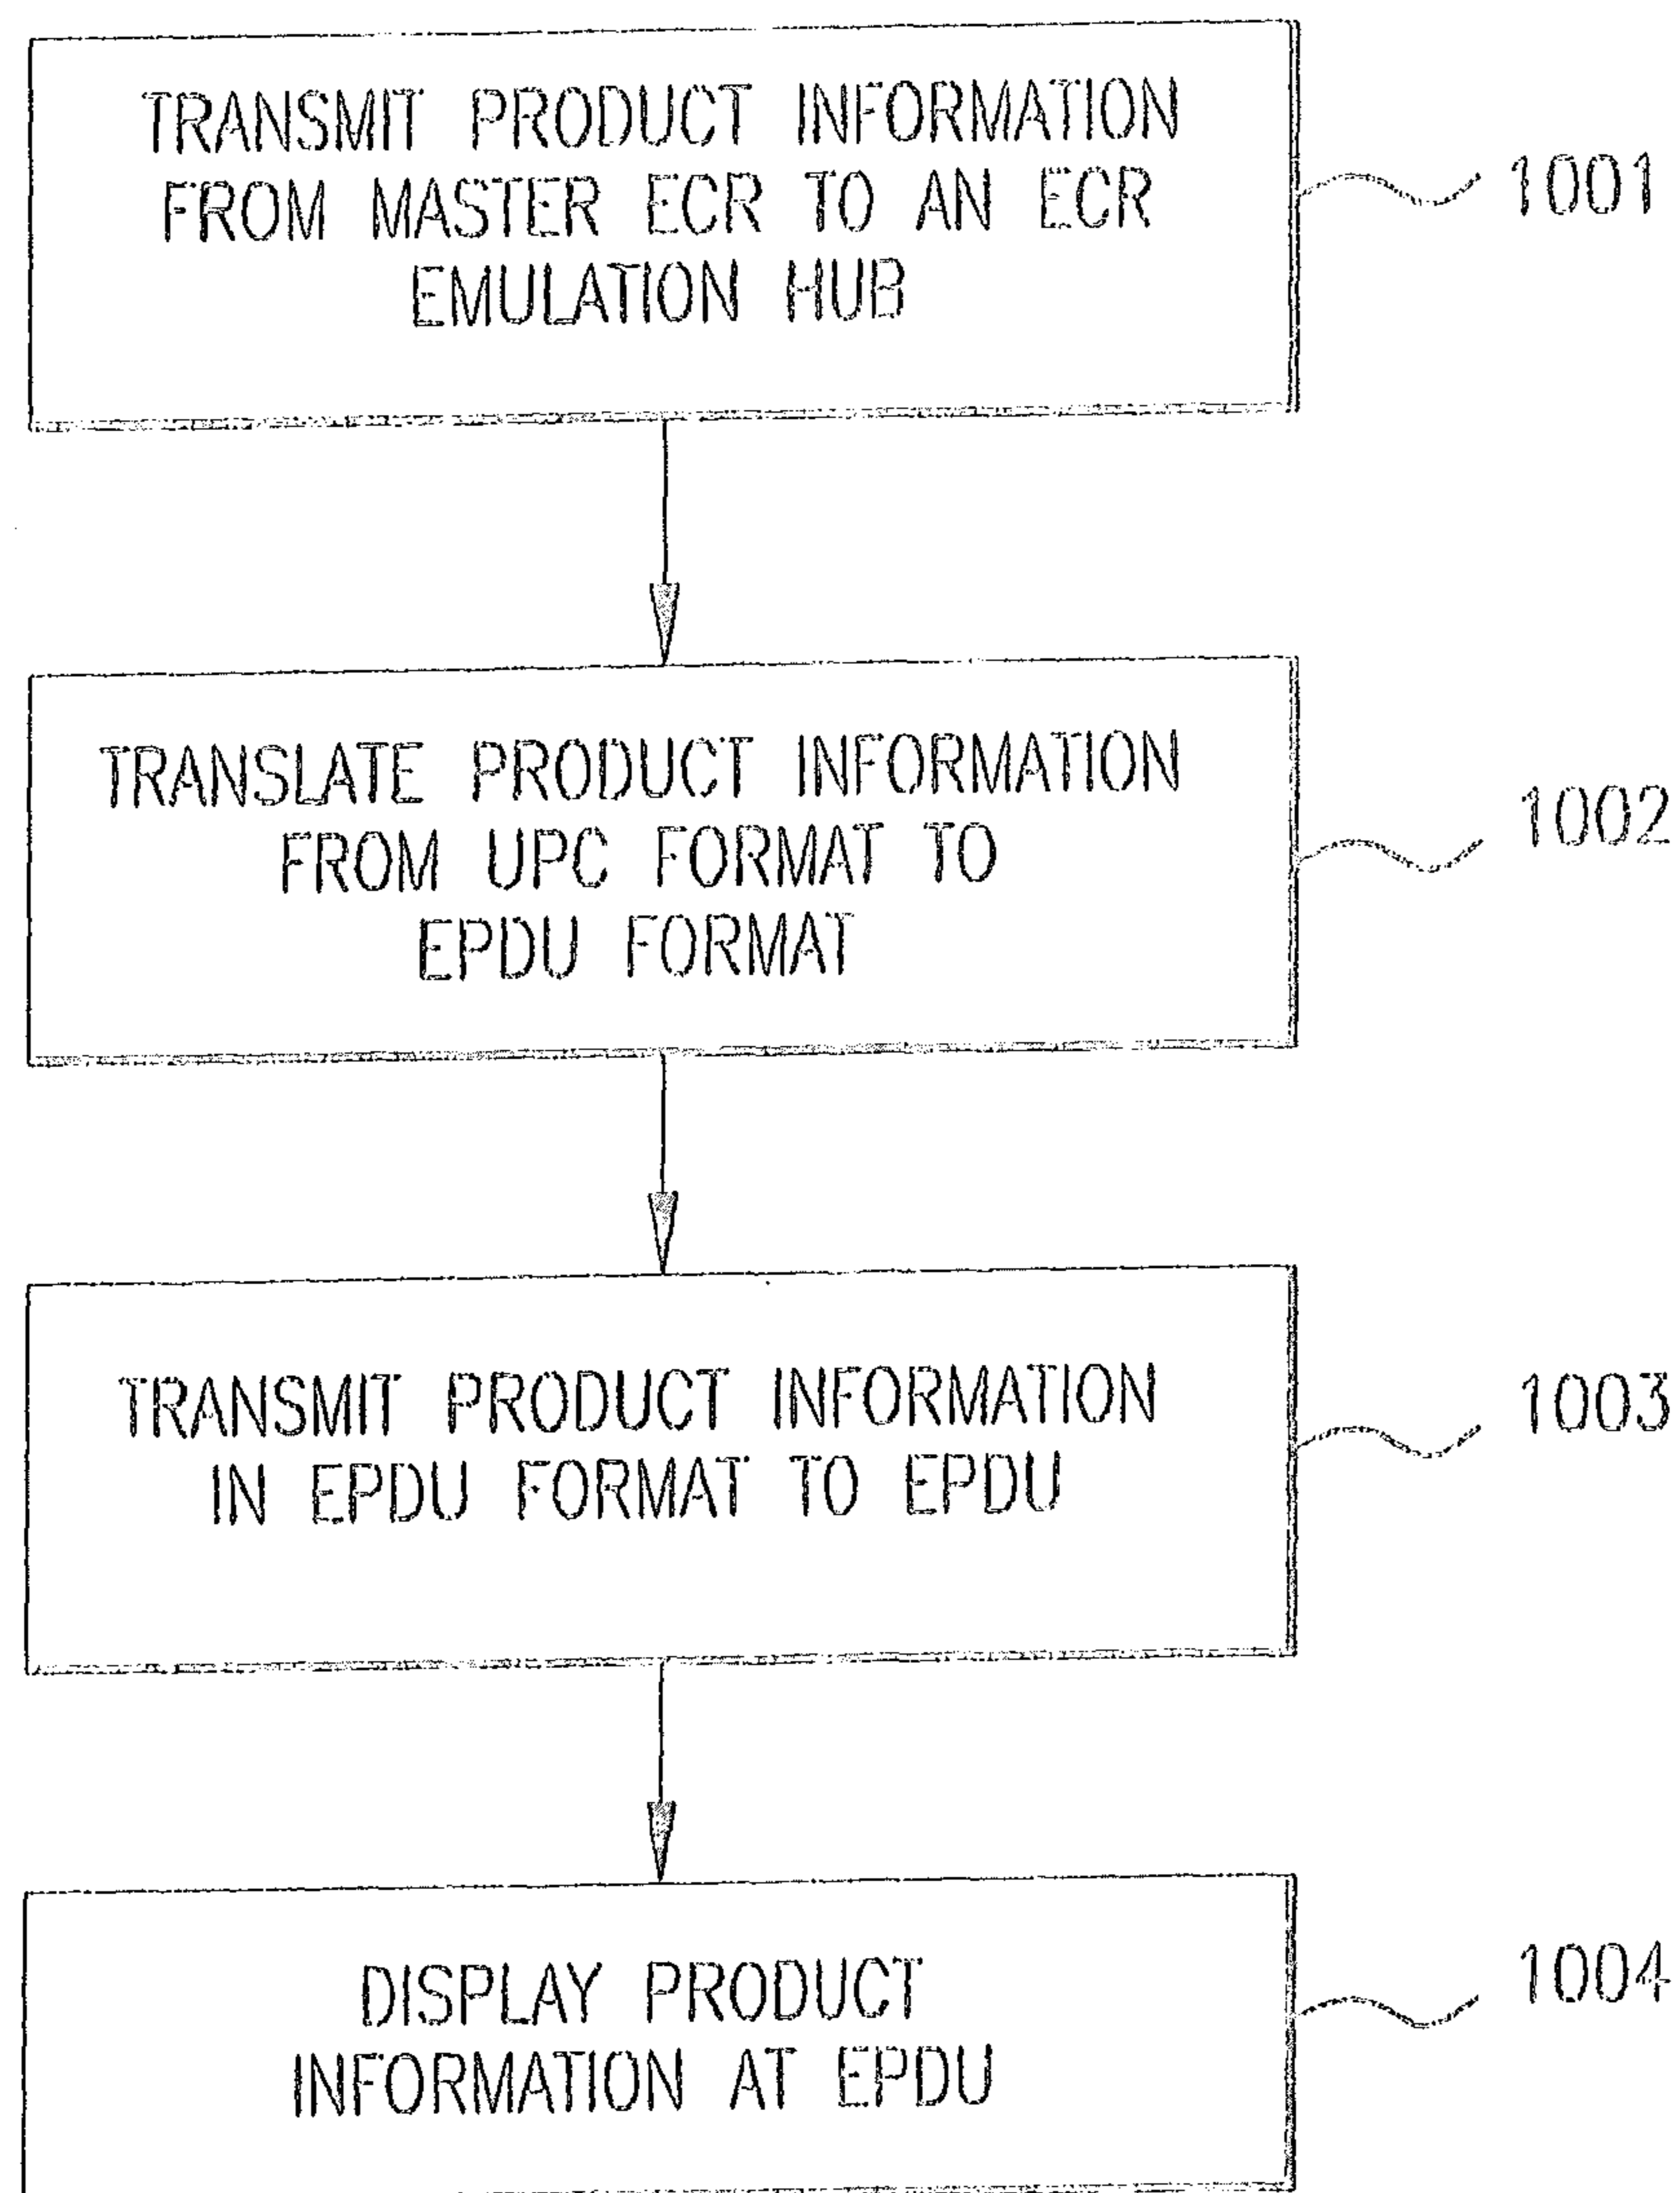 TRANSMIT PRODUCT INFORMATION
FROM MASTER ECR TO AN ECR
EMULATION HUB
1001
TRANSLATE PRODUCT INFORMATION
FROM UPC FORMAT TO
EPDU FORMAT
1002
TRANSMIT PRODUCT INFORMATION
IN EPDU FORMAT TO EPDU
1003
DISPLAY PRODUCT
INFORMATION AT EPDU
1004